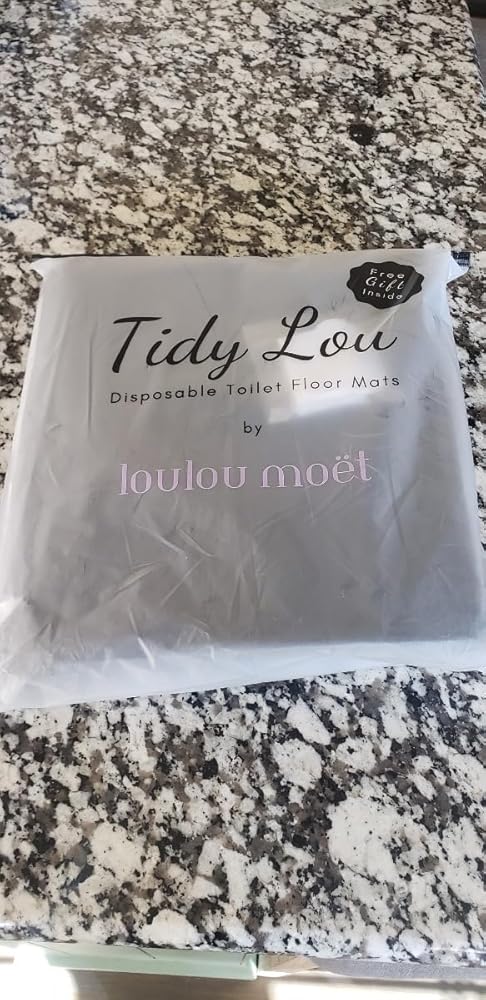 Free
Gift
Inside
Tidy Lou
Disposable Toilet Floor Mats
by
loulou moët